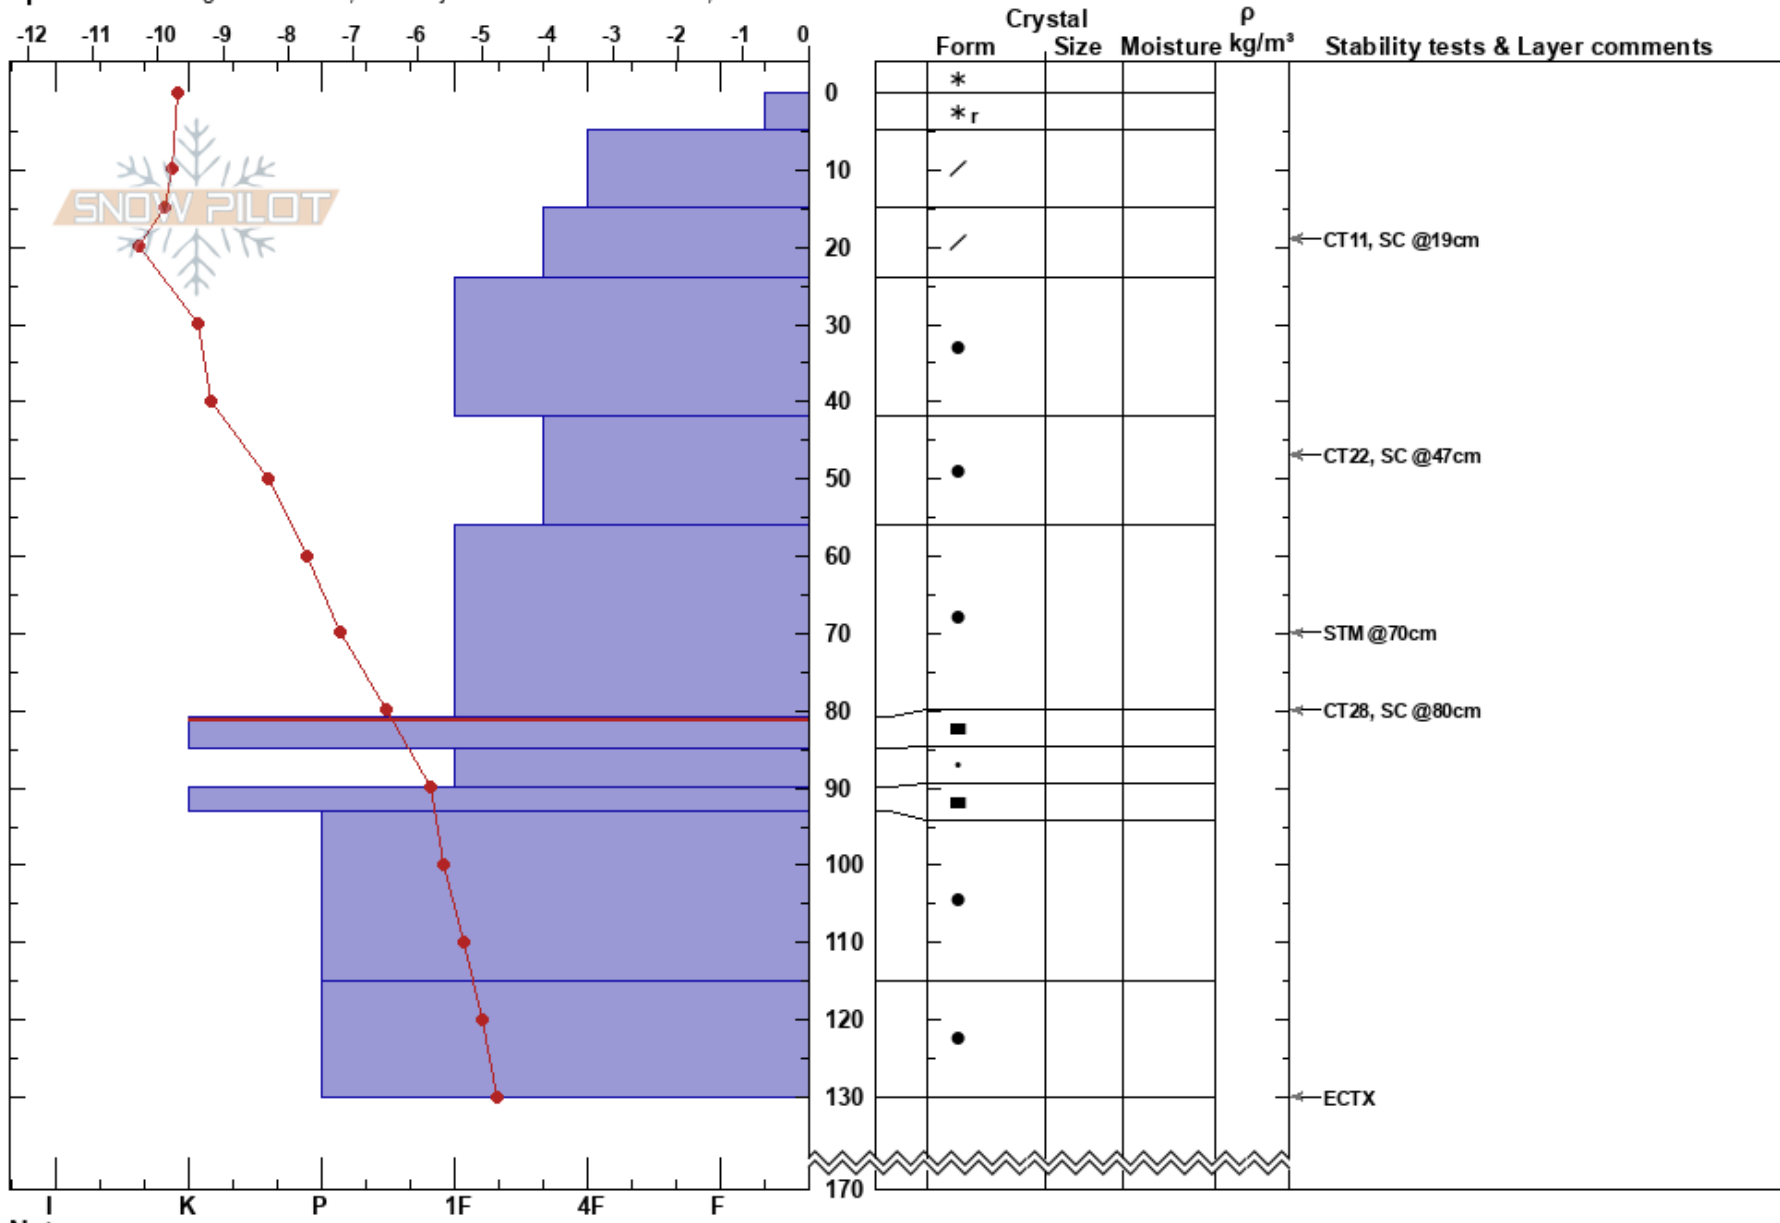 Crystal ρ
-12 -11 -10 -9 -8 -7 -6 -5 -4 -3 -2 -1 0
Form Size Moisture kg/m³ Stability tests & Layer comments
0
r
10
SNOW PILOT
20 CT11, SC @19cm
30
40
CT22, SC @47cm
50
60
70 STM @70cm
80 CT28, SC @80cm
90
100
110
120
130 ECTX
170
I K P 1F 4F F